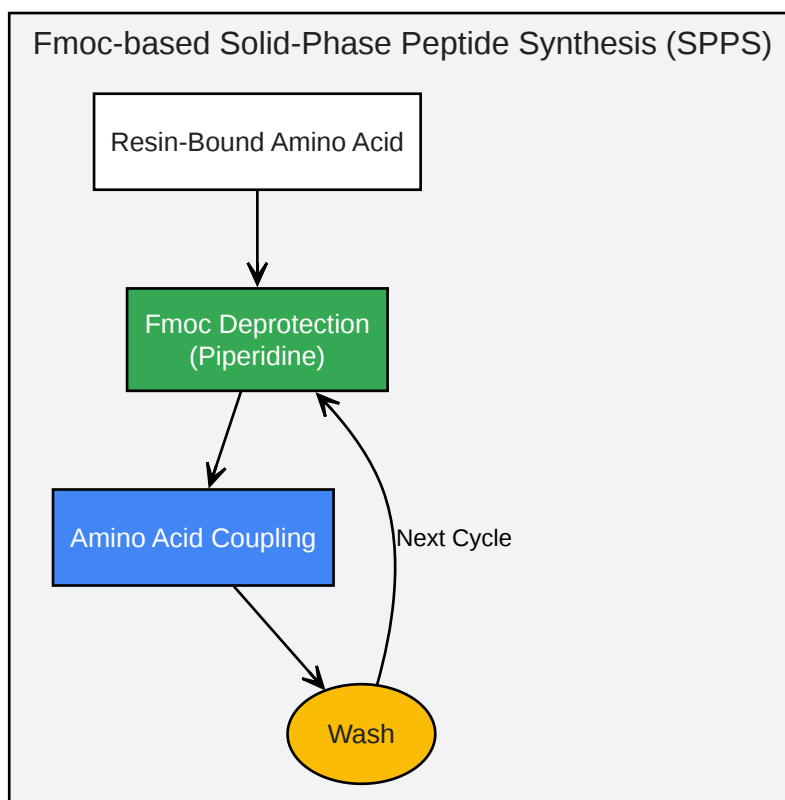 Fmoc-based Solid-Phase Peptide Synthesis (SPPS)
Resin-Bound Amino Acid
Fmoc Deprotection
(Piperidine)
Amino Acid Coupling
Next Cycle
Wash